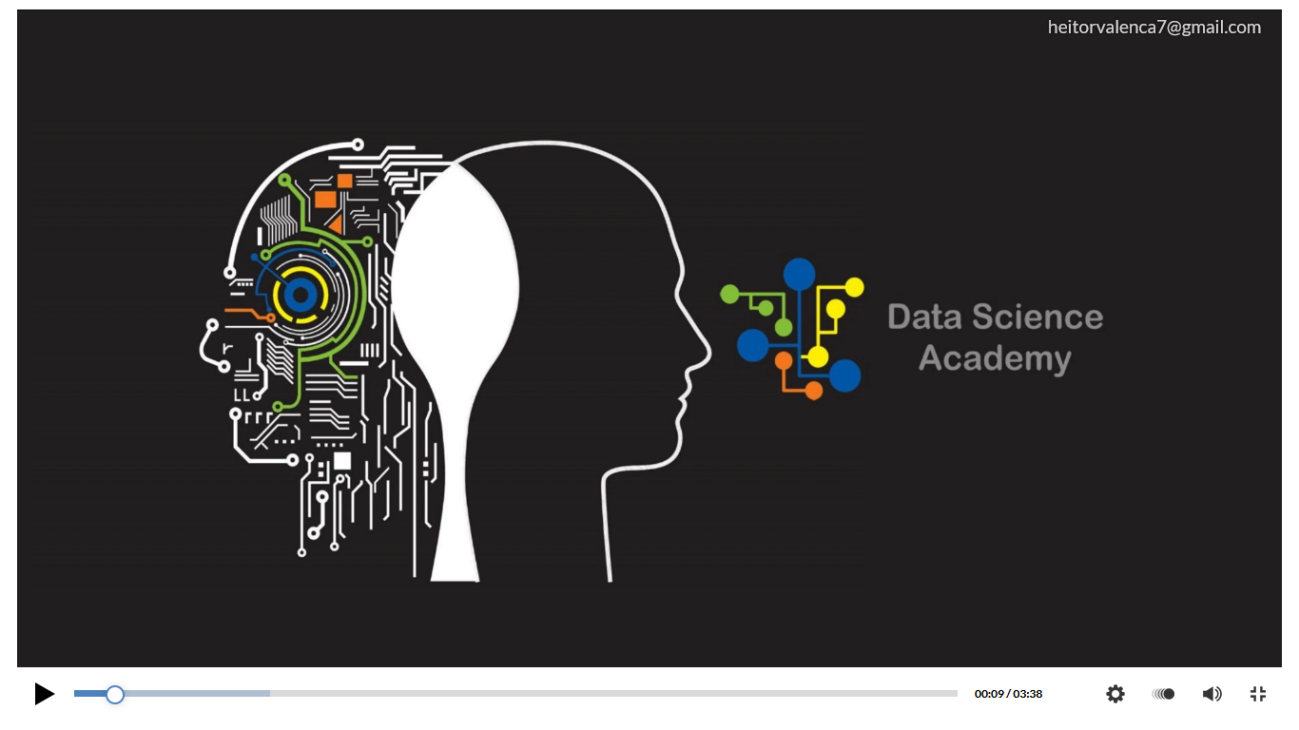 heitorvalenca7@gmail.com
Data Science
Academy
00:09 / 03:38